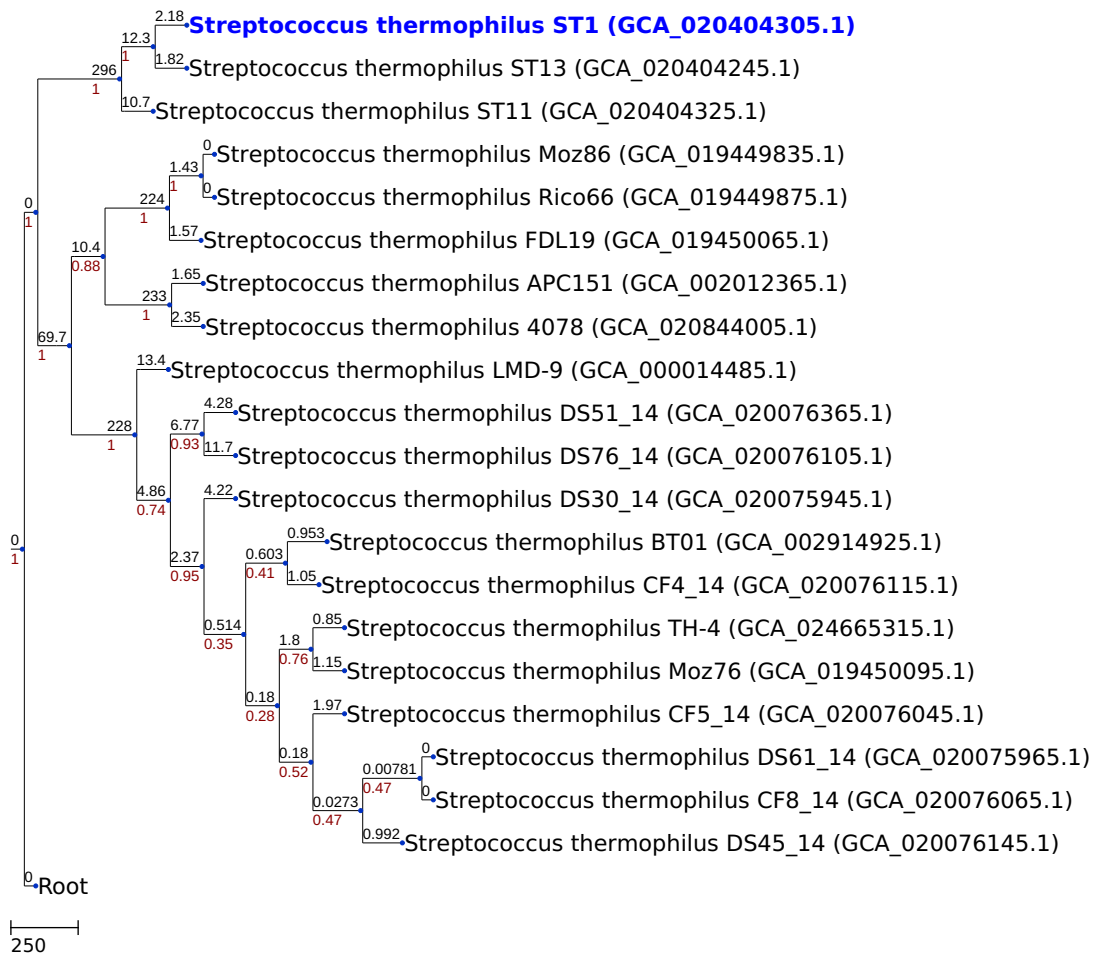 2.18
Streptococcus thermophilus ST1 (GCA_020404305.1)
12.3
1
1.82
Streptococcus thermophilus ST13 (GCA_020404245.1)
296
1
10.7
Streptococcus thermophilus ST11 (GCA_020404325.1)
0
Streptococcus thermophilus Moz86 (GCA_019449835.1)
1.43
1
0
Streptococcus thermophilus Rico66 (GCA_019449875.1)
224
1
0
1
1.57
Streptococcus thermophilus FDL19 (GCA_019450065.1)
10.4
0.88
1.65
Streptococcus thermophilus APC151 (GCA_002012365.1)
233
1
2.35
Streptococcus thermophilus 4078 (GCA_020844005.1)
69.7
1
13.4
Streptococcus thermophilus LMD-9 (GCA_000014485.1)
4.28
Streptococcus thermophilus DS51_14 (GCA_020076365.1)
228
1
6.77
0.93
11.7
Streptococcus thermophilus DS76_14 (GCA_020076105.1)
4.86
0.74
4.22
Streptococcus thermophilus DS30_14 (GCA_020075945.1)
0
1
0.953
Streptococcus thermophilus BT01 (GCA_002914925.1)
2.37
0.95
0.603
0.41
1.05
Streptococcus thermophilus CF4_14 (GCA_020076115.1)
0.514
0.35
0.85
Streptococcus thermophilus TH-4 (GCA_024665315.1)
1.8
0.76
1.15
Streptococcus thermophilus Moz76 (GCA_019450095.1)
0.18
0.28
1.97
Streptococcus thermophilus CF5_14 (GCA_020076045.1)
0.18
0.52
0
Streptococcus thermophilus DS61_14 (GCA_020075965.1)
0.00781
0.47
0
Streptococcus thermophilus CF8_14 (GCA_020076065.1)
0.0273
0.47
0.992
Streptococcus thermophilus DS45_14 (GCA_020076145.1)
0
Root
250